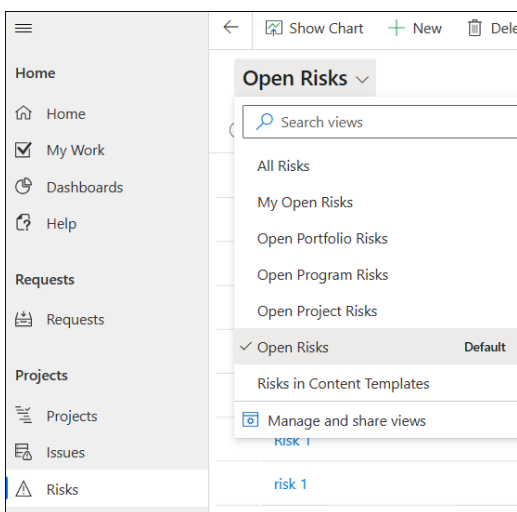 Home
Home
My Work
Dashboards
Help
Requests
Requests
Projects
Projects
Issues
Risks
Show Chart
New
Dele
Open Risks
Search views
All Risks
My Open Risks
Open Portfolio Risks
Open Program Risks
Open Project Risks
Open Risks Default
Risks in Content Templates
Manage and share views
Risk 1
risk 1